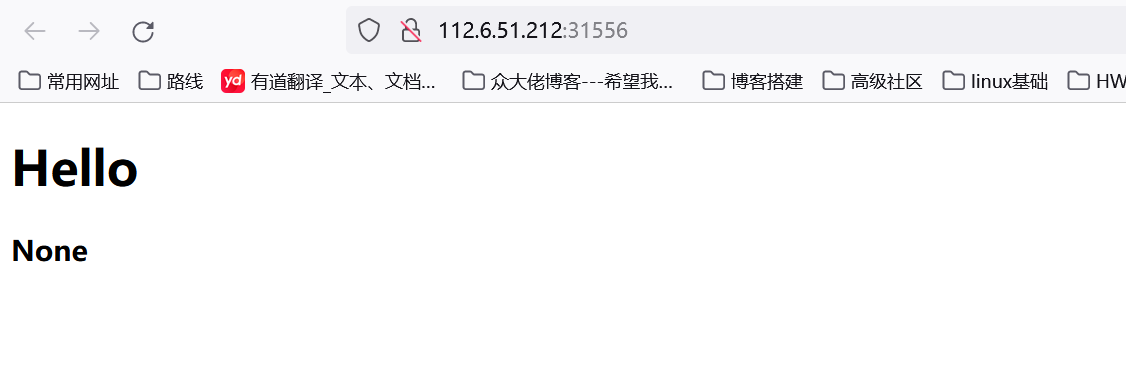 112.6.51.212:31556
常用网址 路线 yd 有道翻译_文本、文档... 众大佬博客---希望我... 博客搭建 高级社区 linux基础 HW
Hello
None